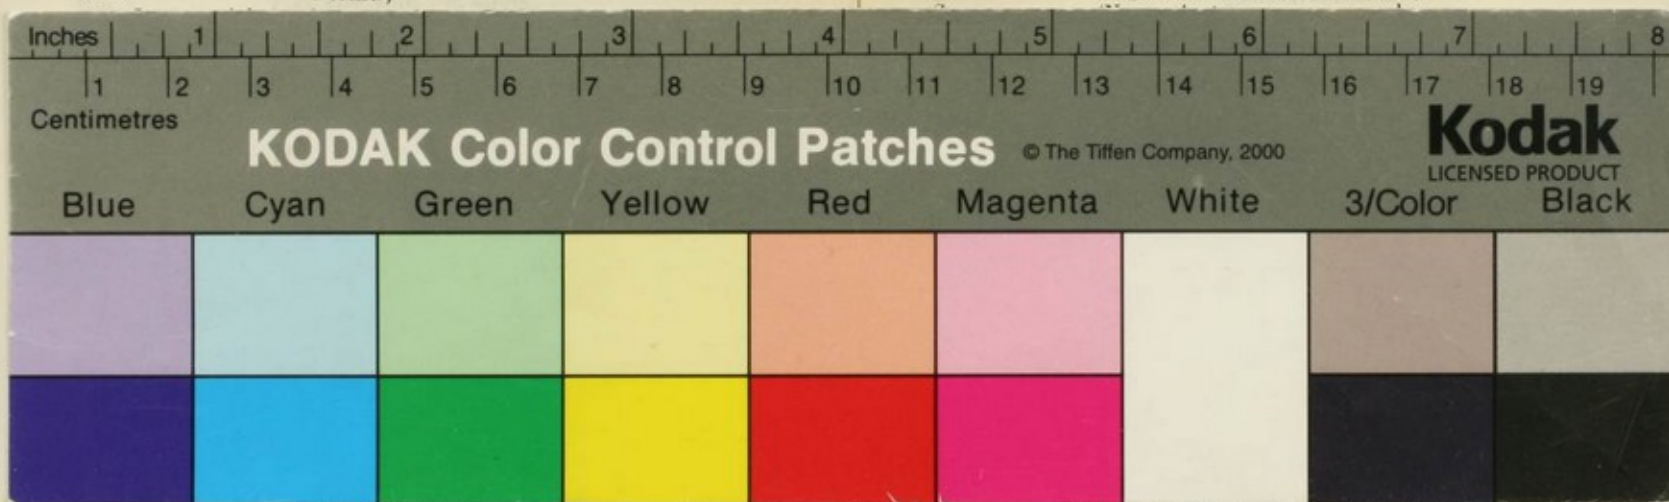 Inches 1 2 3 4 5 6 7 8
1 2 3 4 5 6 7 8 9 10 11 12 13 14 15 16 17 18 19
Centimetres
KODAK Color Control Patches © The Tiffen Company, 2000
Kodak
LICENSED PRODUCT
Blue Cyan Green Yellow Red Magenta White 3/Color Black